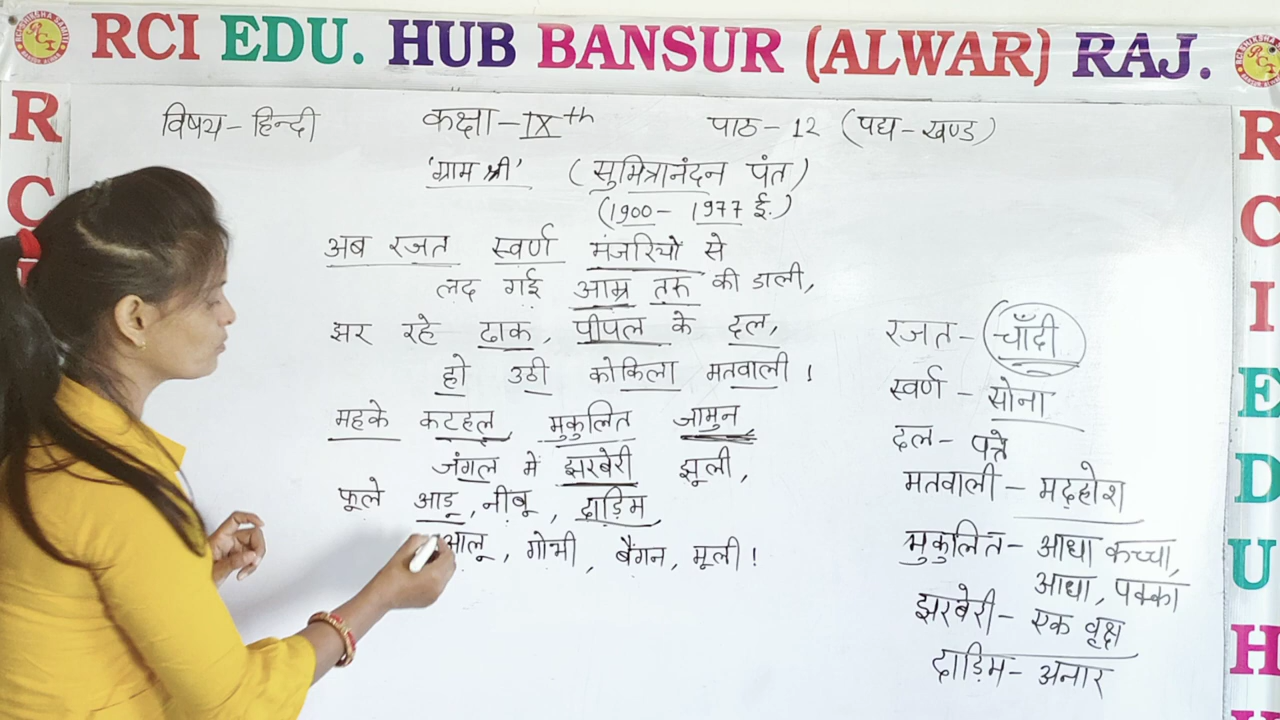 RCI EDU. HUB BANSUR (ALWAR) RAJ.
विषय - हिन्दी कक्षा - IXth पाठ - 12 (पद्य - खण्ड)
'ग्राम श्री' (सुमित्रानंदन पंत)
(1900 - 1977 ई.)
अब रजत स्वर्ण मंजरियों से
लद गई आम्र तरु की डाली,
झर रहे ढाक, पीपल के दल,
हो उठी कोकिला मतवाली !
महके कटहल, मुकुलित जामुन
जंगल में झरबेरी झूली,
फूले आडू, नीबू, दाड़िम
आलू, गोभी, बैंगन, मूली !
रजत - चाँदी
स्वर्ण - सोना
दल - पत्ते
मतवाली - मदहोश
मुकुलित - आधा कच्चा,
आधा, पक्का
झरबेरी - एक वृक्ष
दाड़िम - अनार
R
C
R
C
I
E
D
U
H